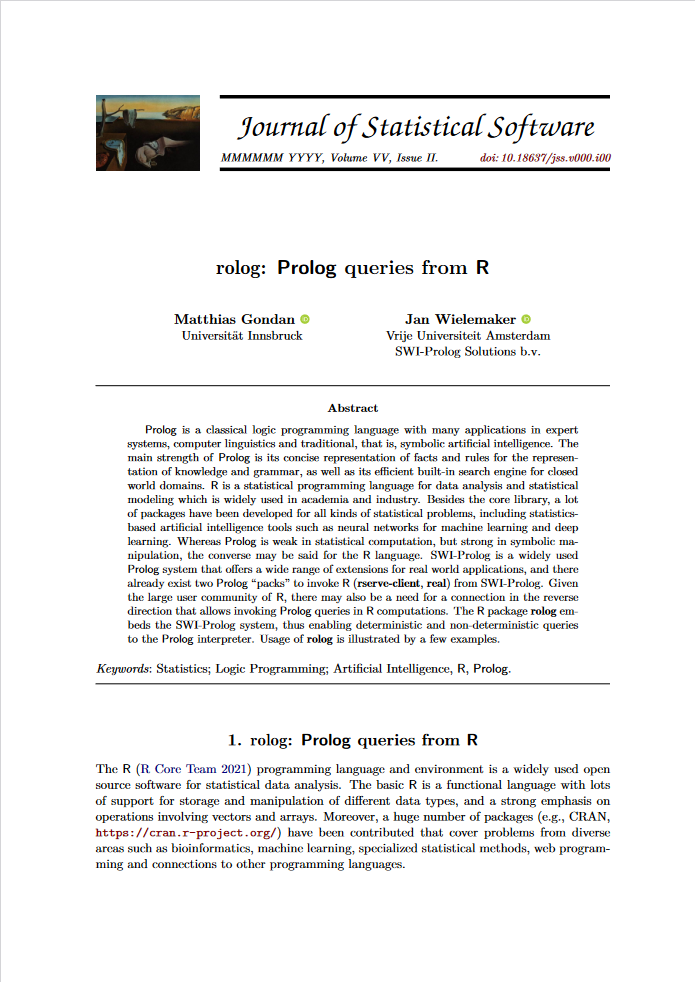 Journal of Statistical Software
MMMMMM YYYY, Volume VV, Issue II.
doi: 10.18637/jss.v000.i00
rolog: Prolog queries from R
Matthias Gondan
Universität Innsbruck
Jan Wielemaker
Vrije Universiteit Amsterdam
SWI-Prolog Solutions b.v.
Abstract
Prolog is a classical logic programming language with many applications in expert
systems, computer linguistics and traditional, that is, symbolic artificial intelligence. The
main strength of Prolog is its concise representation of facts and rules for the represen-
tation of knowledge and grammar, as well as its efficient built-in search engine for closed
world domains. R is a statistical programming language for data analysis and statistical
modeling which is widely used in academia and industry. Besides the core library, a lot
of packages have been developed for all kinds of statistical problems, including statistics-
based artificial intelligence tools such as neural networks for machine learning and deep
learning. Whereas Prolog is weak in statistical computation, but strong in symbolic ma-
nipulation, the converse may be said for the R language. SWI-Prolog is a widely used
Prolog system that offers a wide range of extensions for real world applications, and there
already exist two Prolog “packs” to invoke R (rserve-client, real) from SWI-Prolog. Given
the large user community of R, there may also be a need for a connection in the reverse
direction that allows invoking Prolog queries in R computations. The R package rolog em-
beds the SWI-Prolog system, thus enabling deterministic and non-deterministic queries
to the Prolog interpreter. Usage of rolog is illustrated by a few examples.
Keywords: Statistics; Logic Programming; Artificial Intelligence, R, Prolog.
1. rolog: Prolog queries from R
The R (R Core Team 2021) programming language and environment is a widely used open
source software for statistical data analysis. The basic R is a functional language with lots
of support for storage and manipulation of different data types, and a strong emphasis on
operations involving vectors and arrays. Moreover, a huge number of packages (e.g., CRAN,
https://cran.r-project.org/) have been contributed that cover problems from diverse
areas such as bioinformatics, machine learning, specialized statistical methods, web program-
ming and connections to other programming languages.